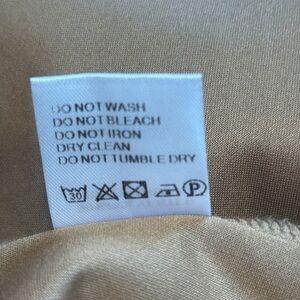 DO NOT WASH
DO NOT BLEACH
DO NOT IRON
DRY CLEAN
DO NOT TUMBLE DRY
30 P